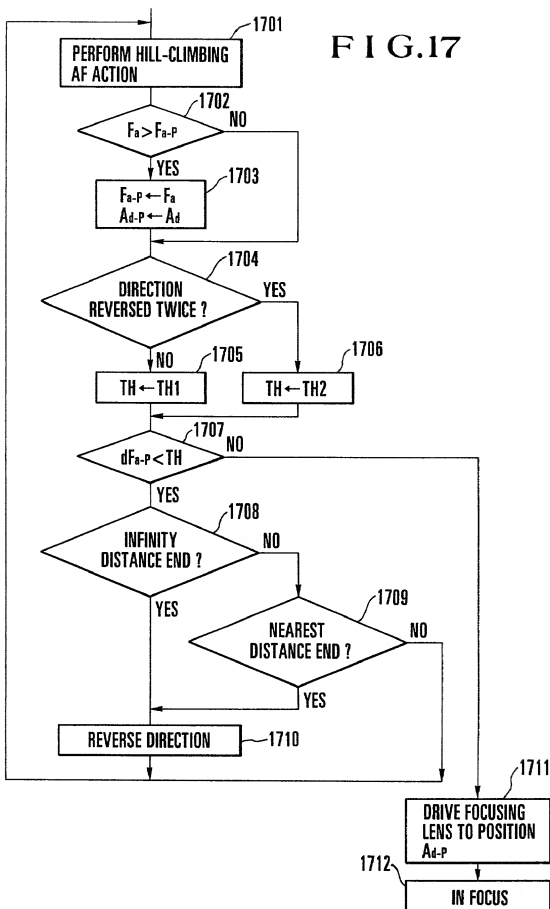 1701
F I G.17
PERFORM HILL-CLIMBING
AF ACTION
1702
Fa > Fa-P
NO
YES
1703
Fa-P ← Fa
Ad-P ← Ad
1704
DIRECTION
REVERSED TWICE ?
YES
NO
1705
TH ← TH1
1706
TH ← TH2
1707
dFa-P < TH
NO
YES
1708
INFINITY
DISTANCE END ?
NO
YES
1709
NEAREST
DISTANCE END ?
NO
YES
REVERSE DIRECTION
1710
1711
DRIVE FOCUSING
LENS TO POSITION
Ad-P
1712
IN FOCUS